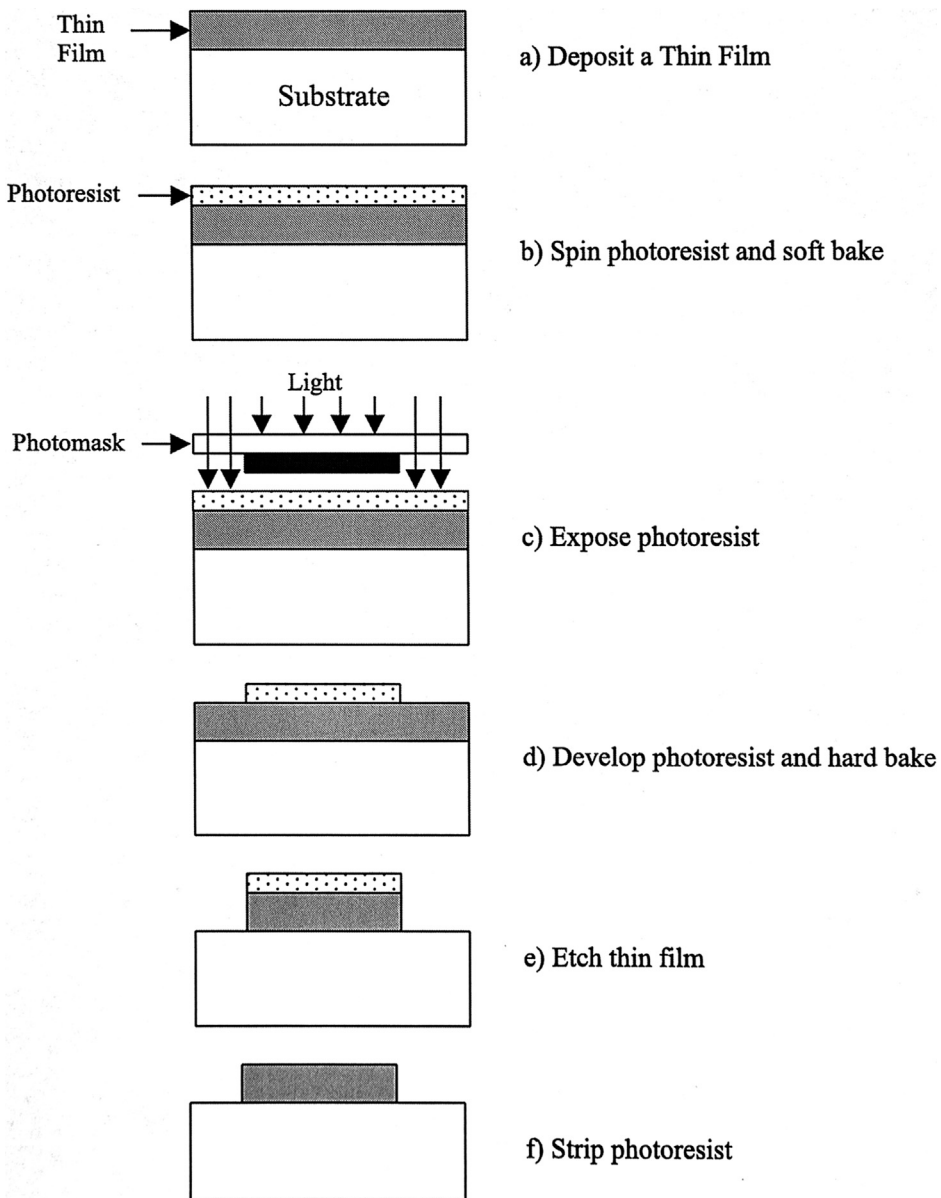 Thin
Film
a) Deposit a Thin Film
Substrate
Photoresist
b) Spin photoresist and soft bake
Light
Photomask
c) Expose photoresist
d) Develop photoresist and hard bake
e) Etch thin film
f) Strip photoresist